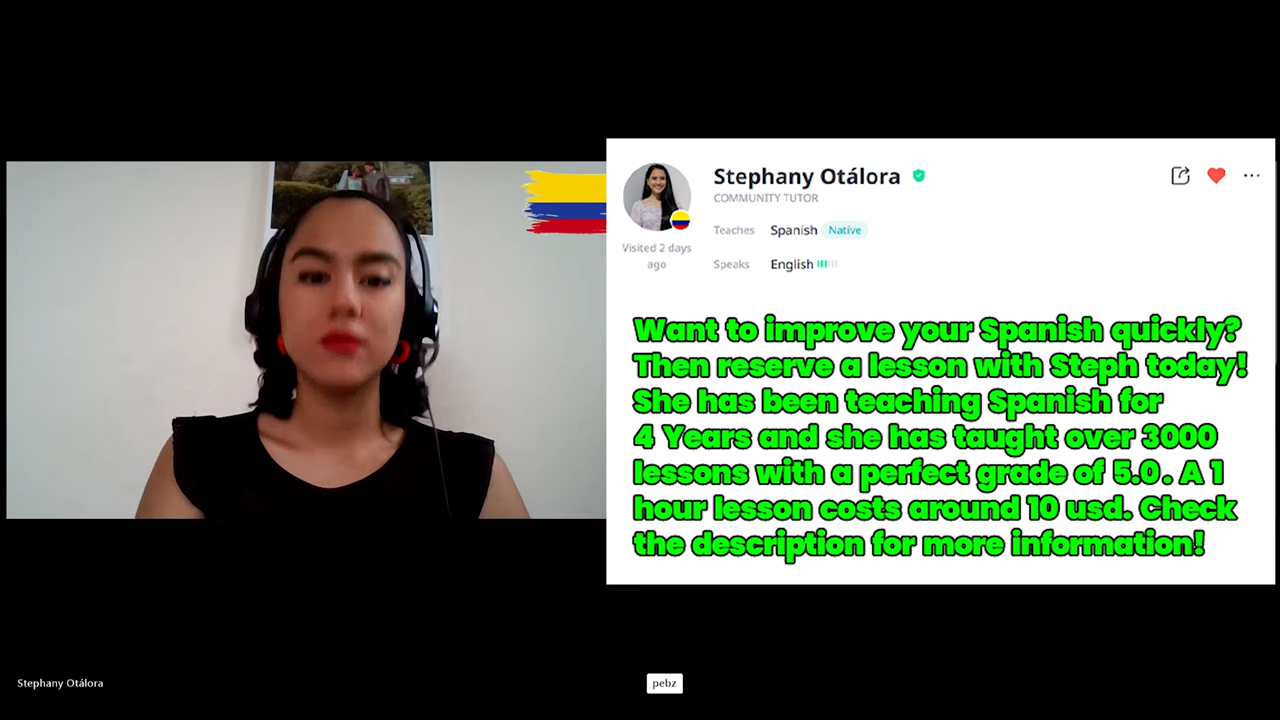 Stephany Otálora
COMMUNITY TUTOR
Teaches Spanish Native
Visited 2 days
ago
Speaks English
Want to improve your Spanish quickly?
Then reserve a lesson with Steph today!
She has been teaching Spanish for
4 Years and she has taught over 3000
lessons with a perfect grade of 5.0. A 1
hour lesson costs around 10 usd. Check
the description for more information!
Stephany Otálora
pebz